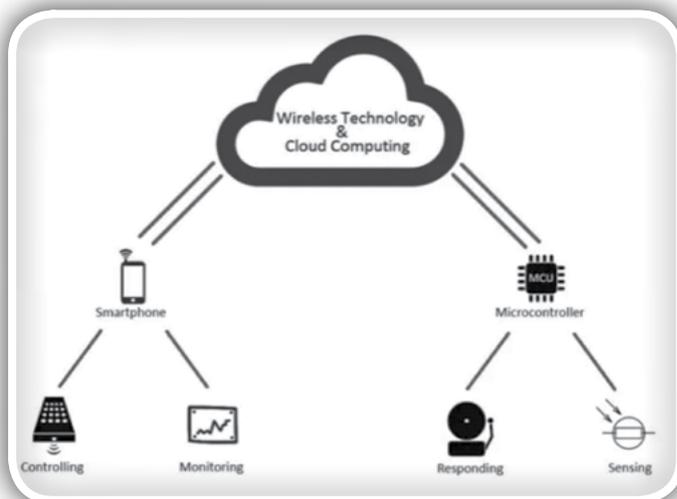 Wireless Technology
&
Cloud Computing
Smartphone
MCU
Microcontroller
Controlling
Monitoring
Responding
Sensing